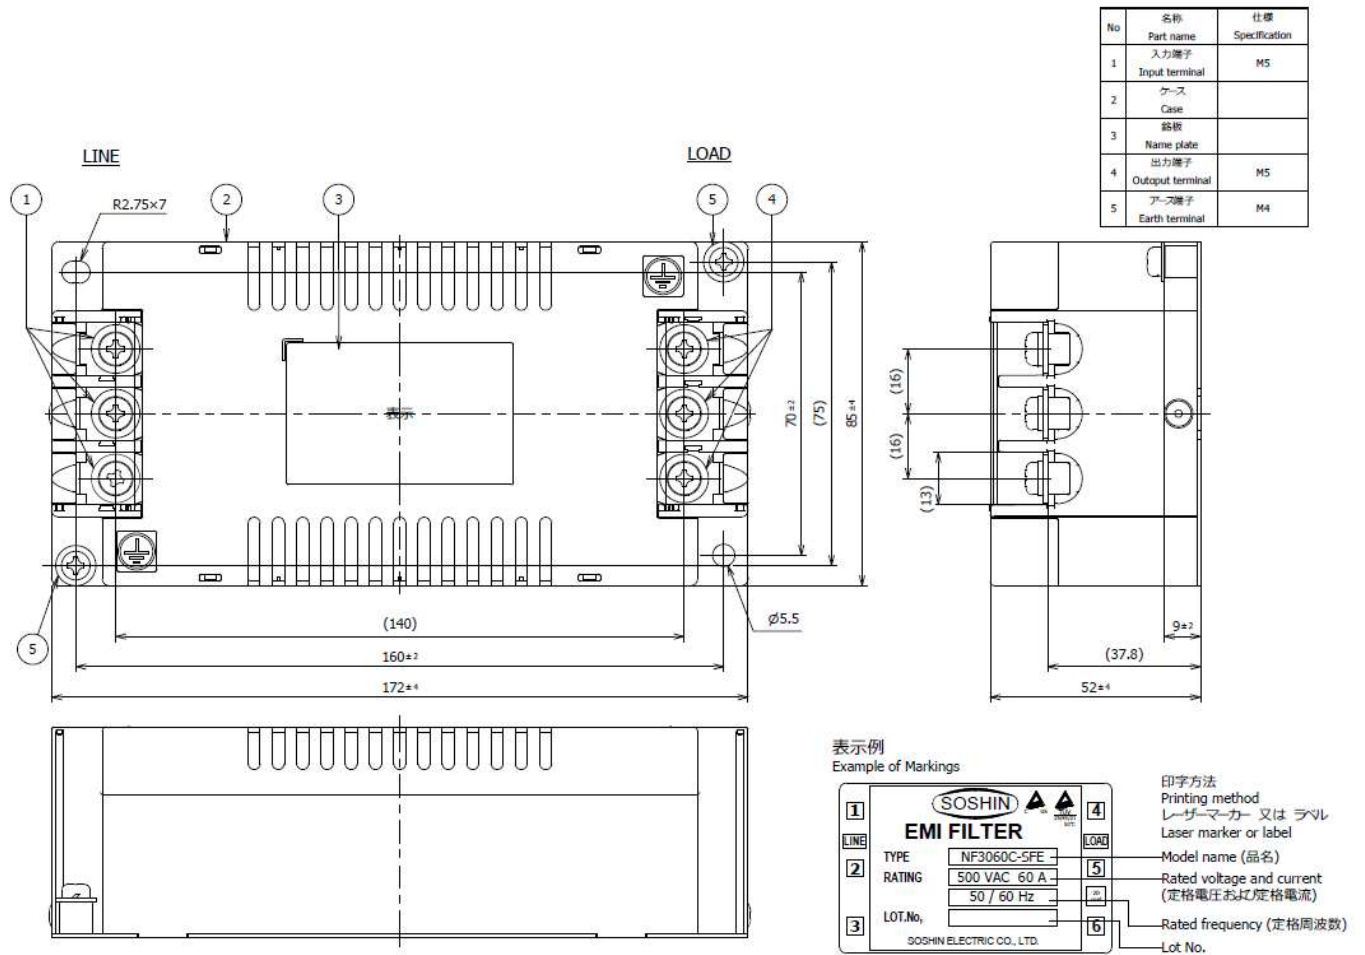 No
名称
Part name
仕様
Specification
1
入力端子
Input terminal
M5
2
ケース
Case
3
銘板
Name plate
4
出力端子
Outoput terminal
M5
5
アース端子
Earth terminal
M4
LINE
LOAD
1
R2.75×7
2
3
5
4
表示
70±2
(75)
85±4
(16)
(16)
(13)
(140)
160±2
172±4
5
Ø5.5
9±2
(37.8)
52±4
表示例
Example of Markings
1
LINE
2
3
SOSHIN
EMI FILTER
TYPE
NF3060C-SFE
RATING
500 VAC 60 A
50 / 60 Hz
LOT.No,
SOSHIN ELECTRIC CO., LTD.
4
LOAD
5
6
印字方法
Printing method
レーザーマーカー 又は ラベル
Laser marker or label
Model name (品名)
Rated voltage and current
(定格電圧および定格電流)
Rated frequency (定格周波数)
Lot No.